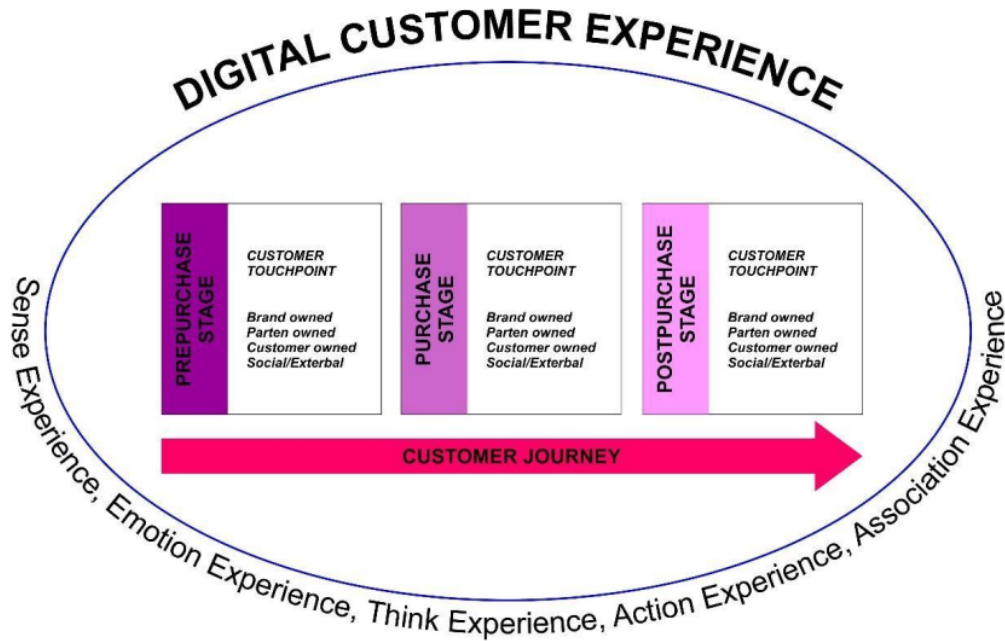 DIGITAL CUSTOMER EXPERIENCE
PREPURCHASE
STAGE
CUSTOMER
TOUCHPOINT
Brand owned
Parten owned
Customer owned
Social/Exterbal
PURCHASE
STAGE
CUSTOMER
TOUCHPOINT
Brand owned
Parten owned
Customer owned
Social/Exterbal
POSTPURCHASE
STAGE
CUSTOMER
TOUCHPOINT
Brand owned
Parten owned
Customer owned
Social/Exterbal
CUSTOMER JOURNEY
Sense Experience, Emotion Experience, Think Experience, Action Experience, Association Experience